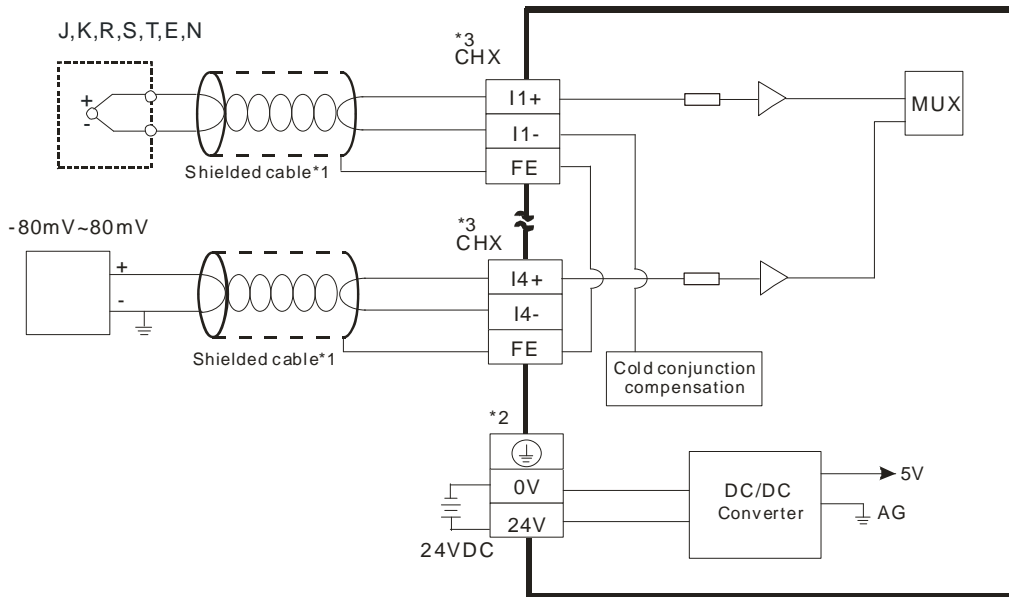 J,K,R,S,T,E,N
*3
CHX
+
-
I1+
I1-
FE
Shielded cable*1
MUX
-80mV~80mV
*3
CHX
+
-
I4+
I4-
FE
Shielded cable*1
Cold conjunction
compensation
*2
0V
24V
24VDC
DC/DC
Converter
5V
AG